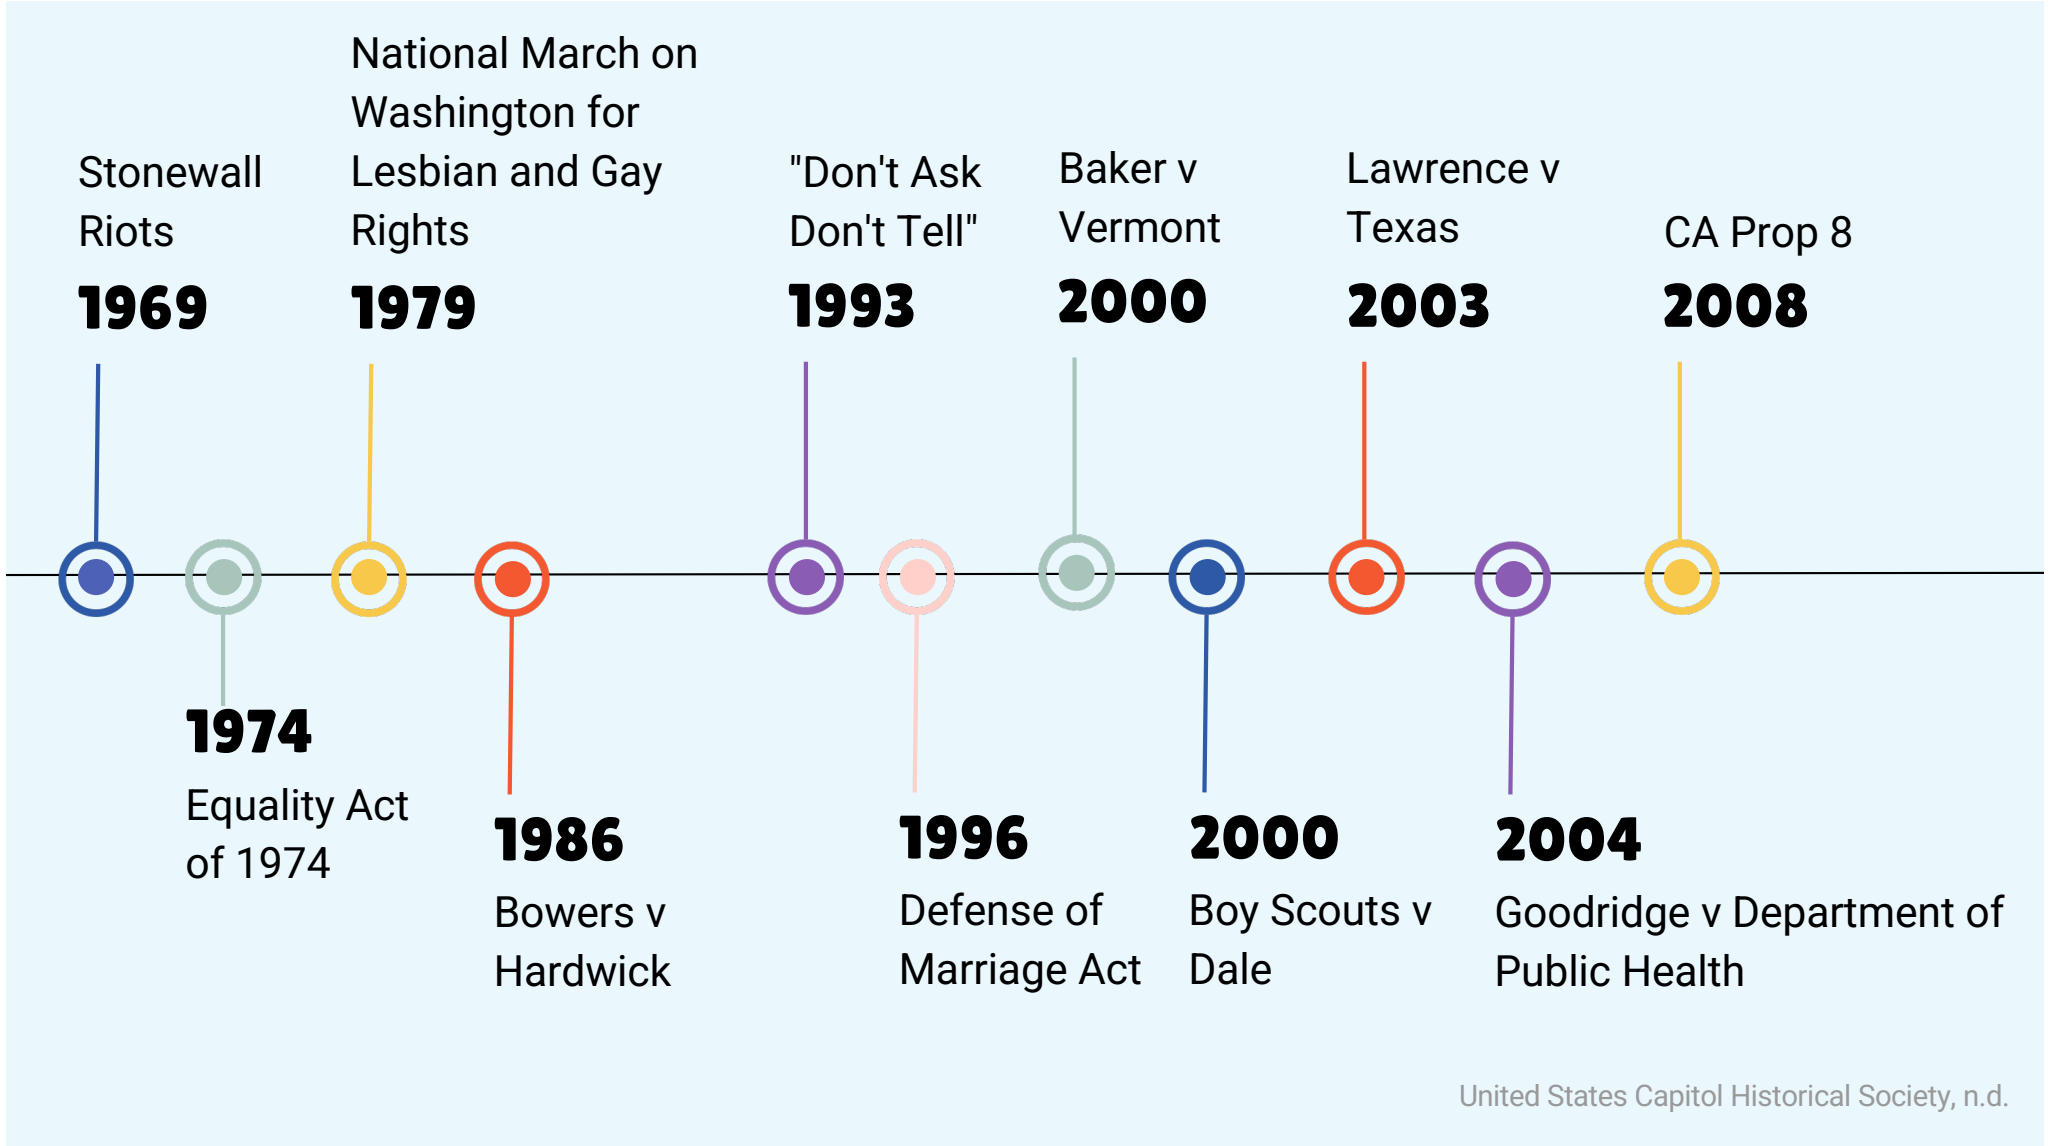 Stonewall
Riots
1969
1974
Equality Act
of 1974
National March on
Washington for
Lesbian and Gay
Rights
1979
1986
Bowers v
Hardwick
"Don't Ask
Don't Tell"
1993
1996
Defense of
Marriage Act
Baker v
Vermont
2000
2000
Boy Scouts v
Dale
Lawrence v
Texas
2003
2004
Goodridge v Department of
Public Health
CA Prop 8
2008
United States Capitol Historical Society, n.d.